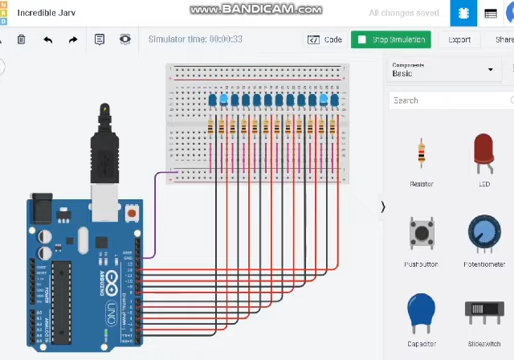 www.BANDICAM.com
Incredible Jarv
All changes saved
Simulator time: 00:00:33
Code
Stop Simulation
Export
Share
Components
Basic
Search
Resistor
LED
Pushbutton
Potentiometer
Capacitor
Slideswitch
ARDUINO
UNO